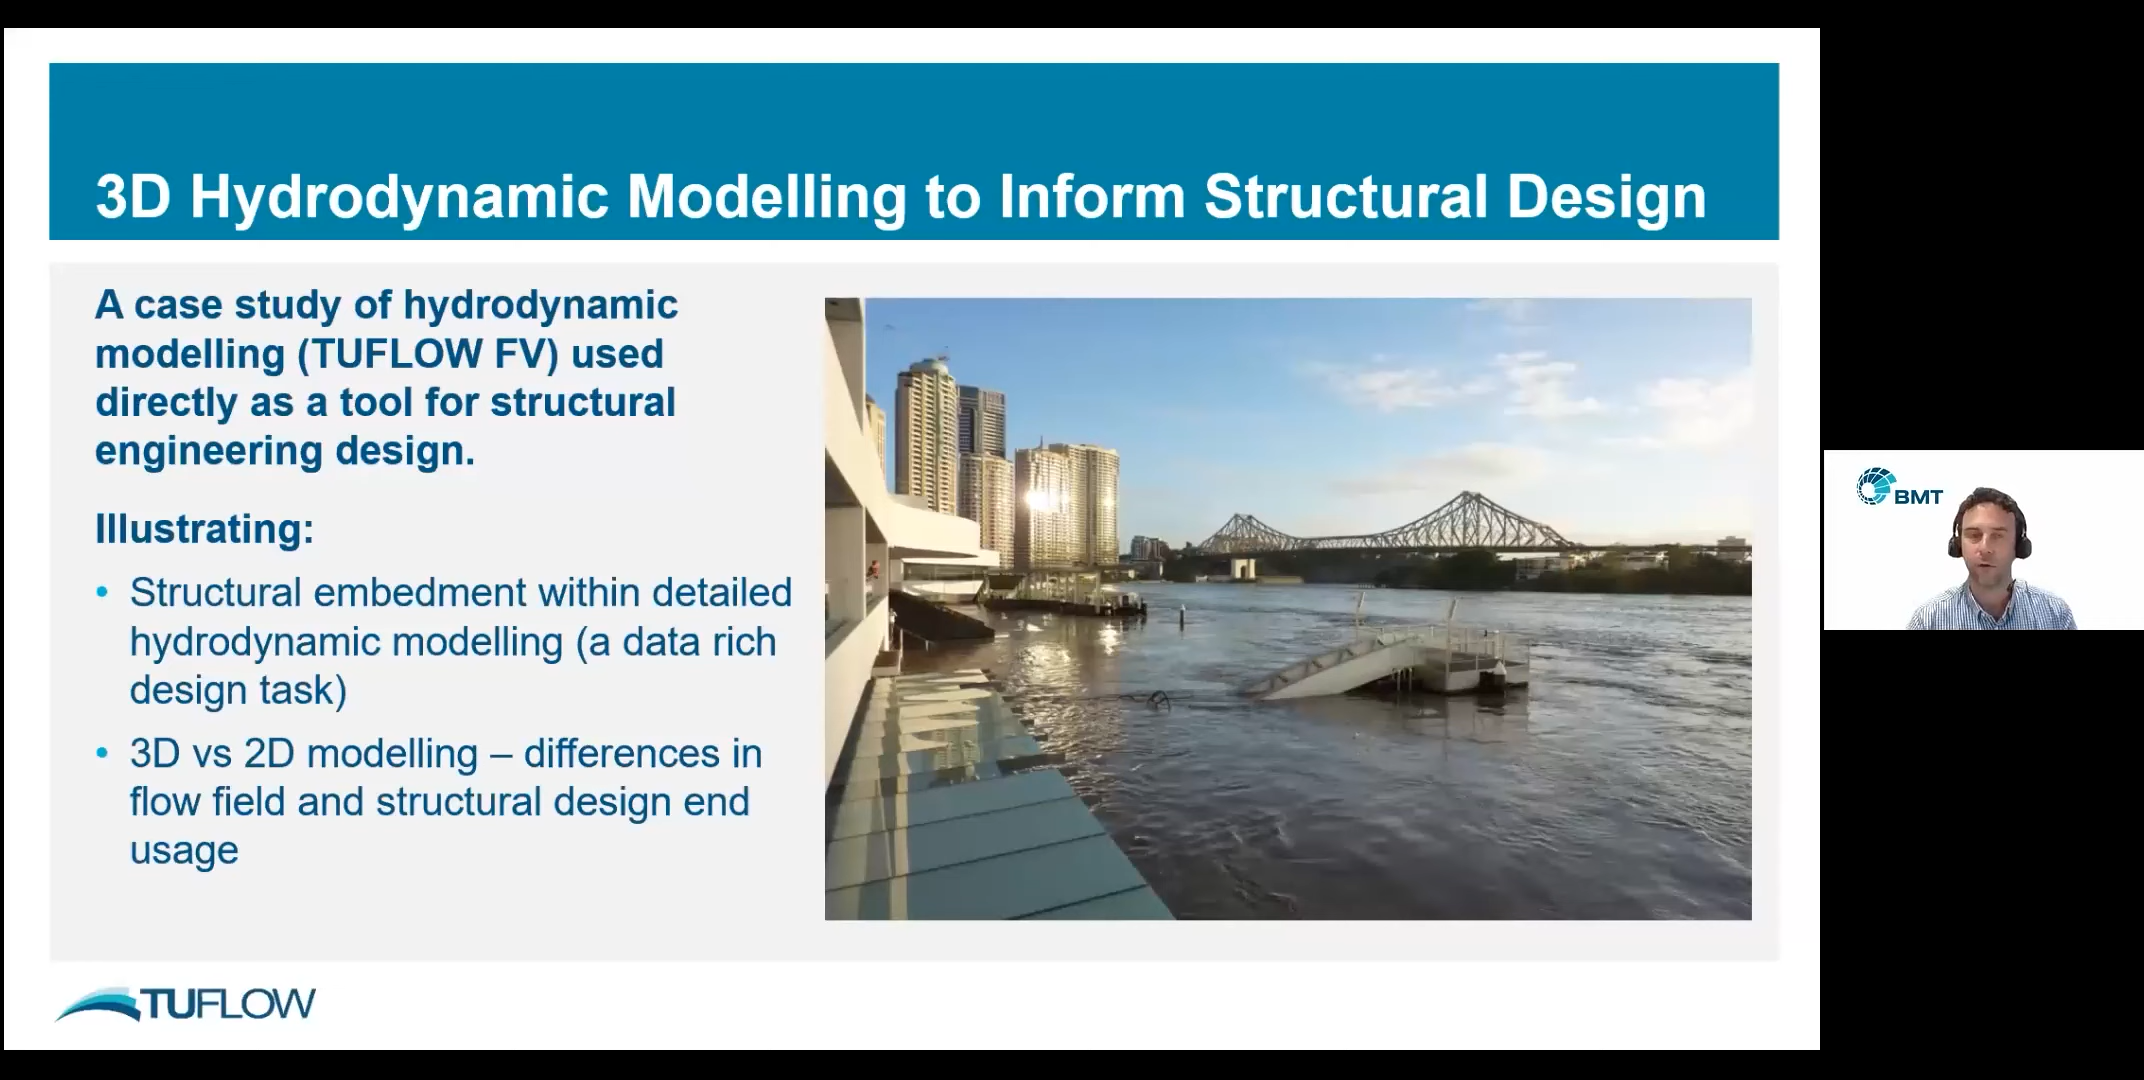 3D Hydrodynamic Modelling to Inform Structural Design
A case study of hydrodynamic
modelling (TUFLOW FV) used
directly as a tool for structural
engineering design.
Illustrating:
• Structural embedment within detailed
hydrodynamic modelling (a data rich
design task)
• 3D vs 2D modelling – differences in
flow field and structural design end
usage
TUFLOW
BMT